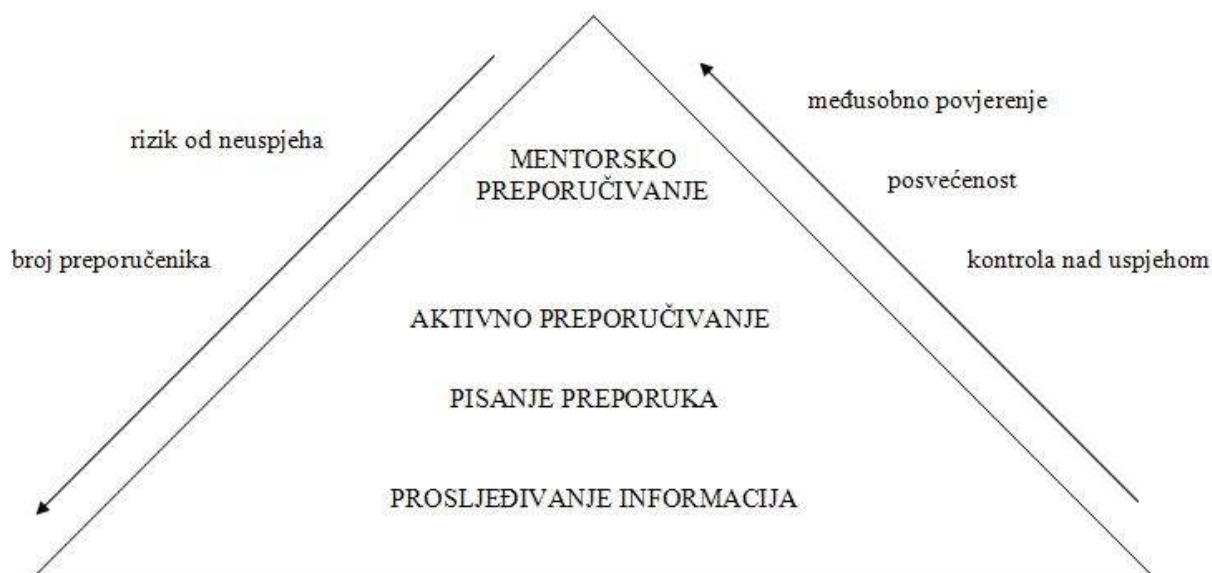 međusobno povjerenje
rizik od neuspjeha
MENTORSKO
PREPORUČIVANJE
posvećenost
broj preporučenika
kontrola nad uspjehom
AKTIVNO PREPORUČIVANJE
PISANJE PREPORUKA
PROSLJEĐIVANJE INFORMACIJA